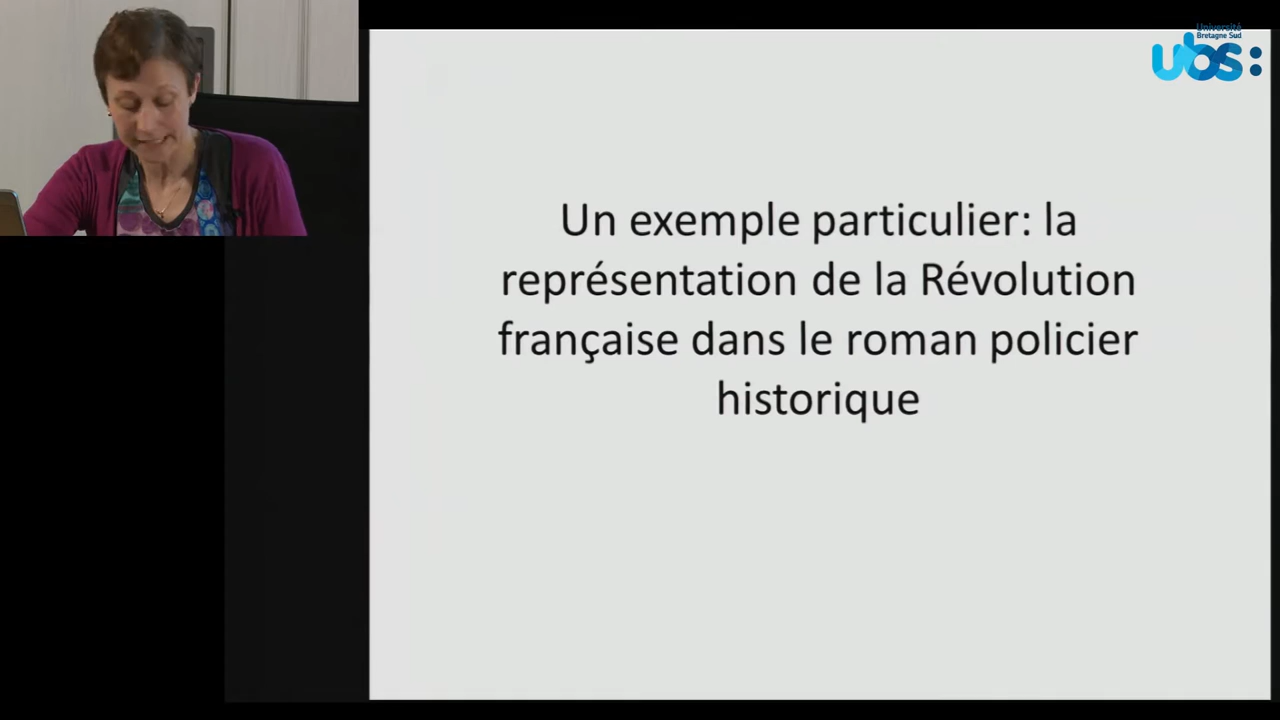 Université
Bretagne Sud
ubs:
Un exemple particulier: la
représentation de la Révolution
française dans le roman policier
historique